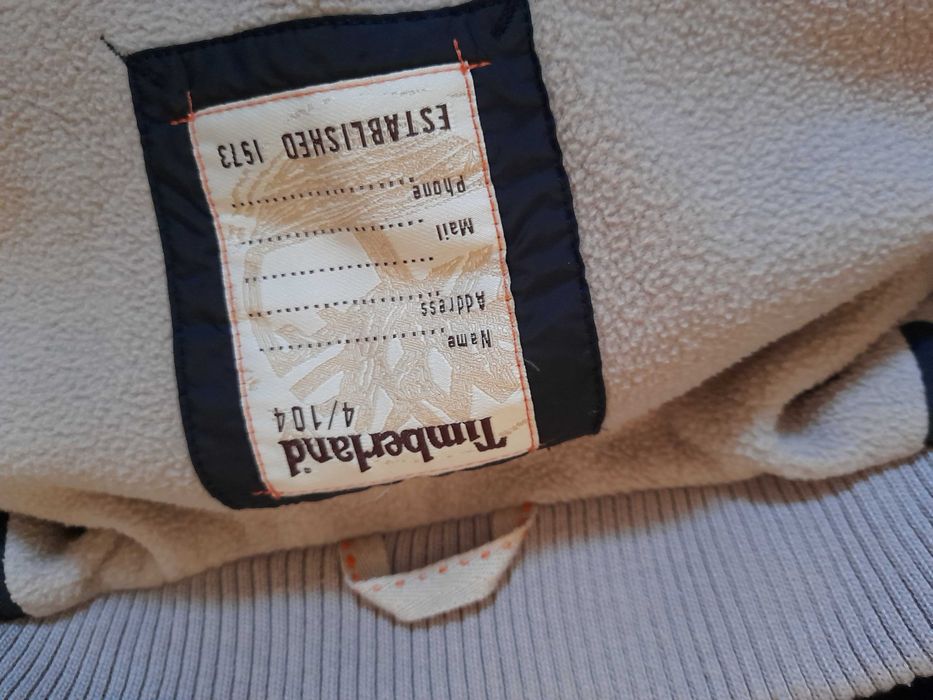 Timberland
4/104
Name ....................
Address ....................
....................
Mail ....................
Phone ....................
ESTABLISHED 1973